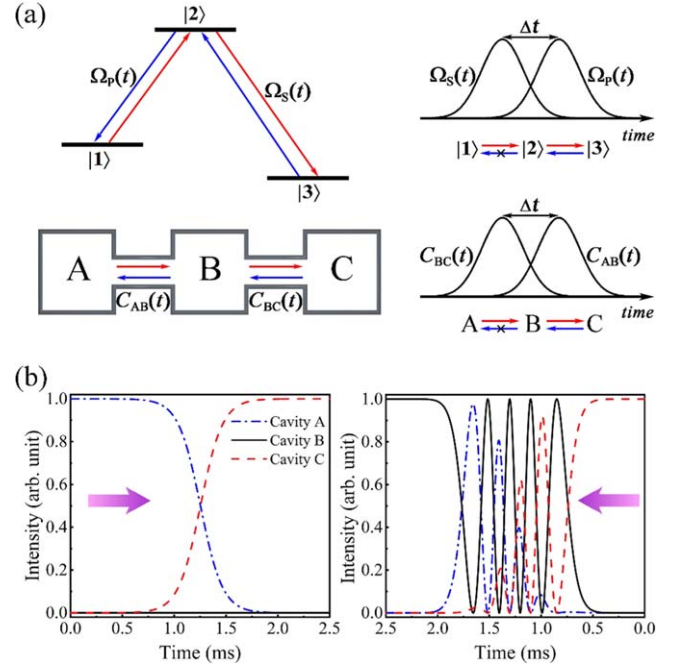 (a)
|2⟩
Ω_P(t)
Ω_S(t)
|1⟩
|3⟩
Δt
Ω_S(t)
Ω_P(t)
time
|1⟩ |2⟩ |3⟩
A B C
C_AB(t) C_BC(t)
Δt
C_BC(t)
C_AB(t)
time
A B C
(b)
Intensity (arb. unit)
1.0
0.8
0.6
0.4
0.2
0.0
Cavity A
Cavity B
Cavity C
0.0 0.5 1.0 1.5 2.0 2.5
Time (ms)
Intensity (arb. unit)
1.0
0.8
0.6
0.4
0.2
0.0
2.5 2.0 1.5 1.0 0.5 0.0
Time (ms)